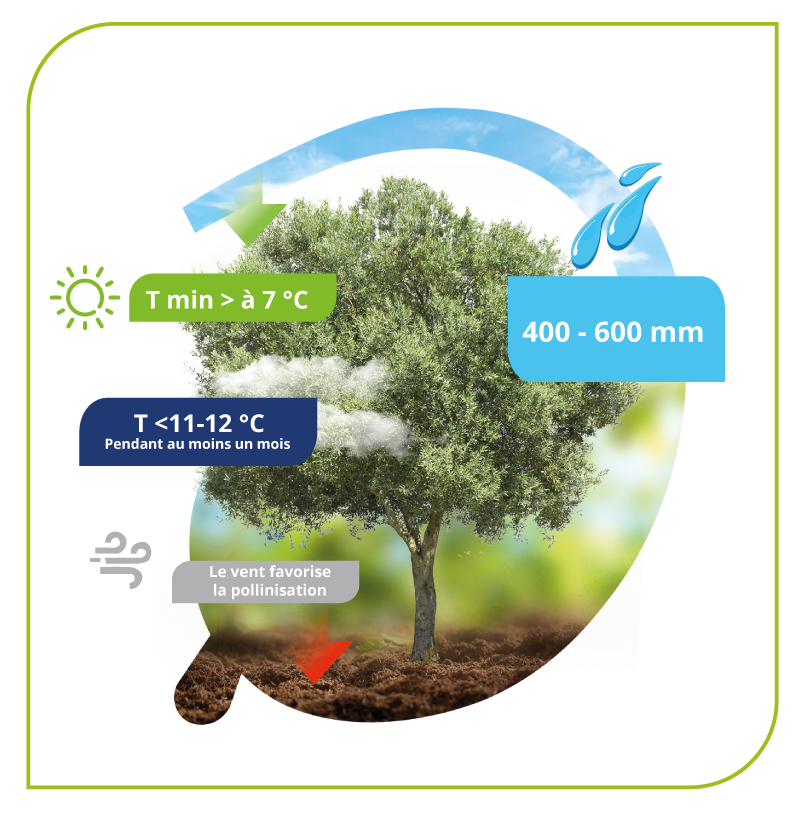 T min > à 7 °C
400 - 600 mm
T <11-12 °C
Pendant au moins un mois
Le vent favorise
la pollinisation